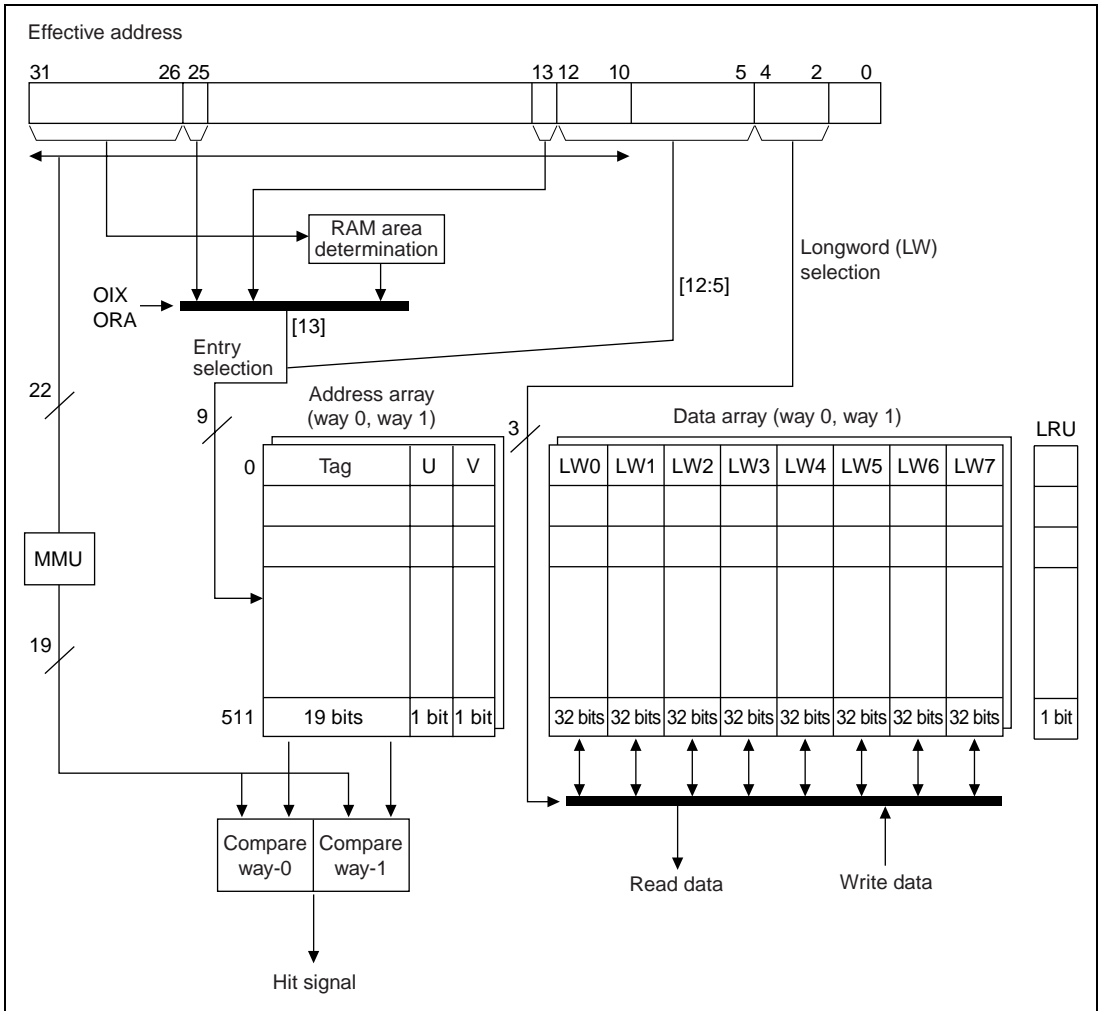 Effective address
31 26 25 13 12 10 5 4 2 0
RAM area
determination
Longword (LW)
selection
[12:5]
OIX
ORA
[13]
Entry
selection
22
9
Address array
(way 0, way 1)
3
Data array (way 0, way 1)
LRU
0 Tag U V
LW0 LW1 LW2 LW3 LW4 LW5 LW6 LW7
MMU
19
511 19 bits 1 bit 1 bit
32 bits 32 bits 32 bits 32 bits 32 bits 32 bits 32 bits 32 bits
1 bit
Compare
way-0
Compare
way-1
Read data
Write data
Hit signal